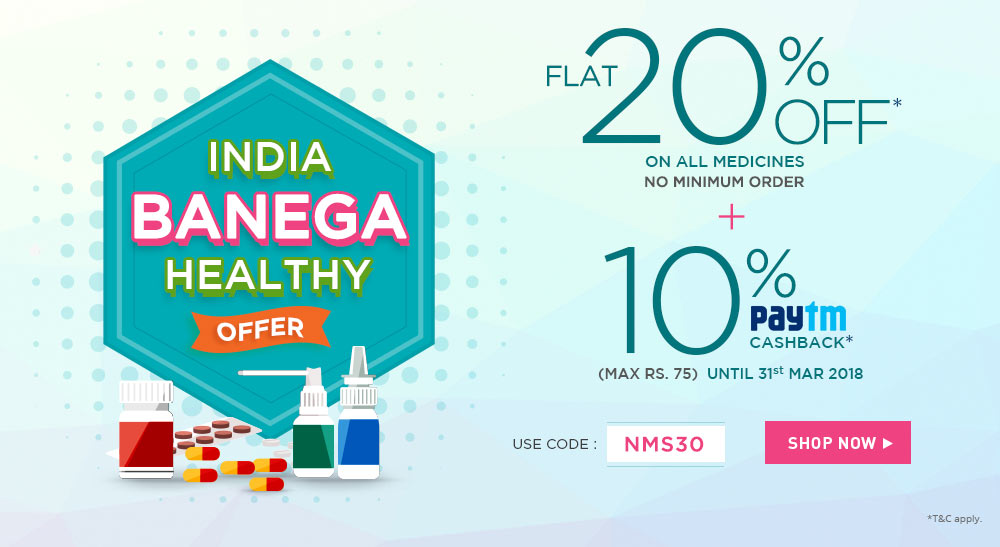 INDIA
BANEGA
HEALTHY
OFFER
FLAT 20% OFF*
ON ALL MEDICINES
NO MINIMUM ORDER
+
10% paytm
CASHBACK*
(MAX RS. 75) UNTIL 31st MAR 2018
USE CODE : NMS30 SHOP NOW ▶
*T&C apply.